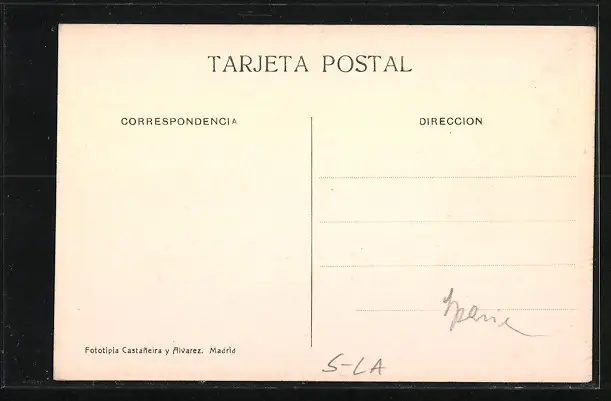 TARJETA POSTAL
CORRESPONDENCIA
DIRECCION
Fototipia Castañeira y Alvarez. Madrid
S-LA